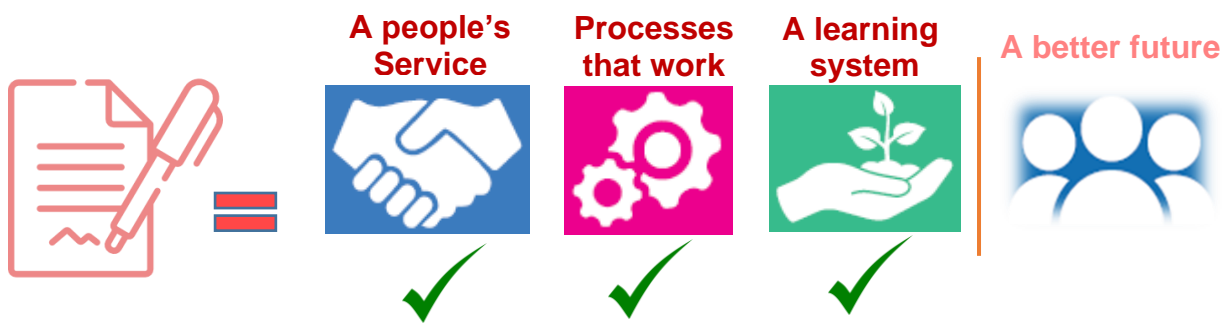 A people's
Service
Processes
that work
A learning
system
A better future